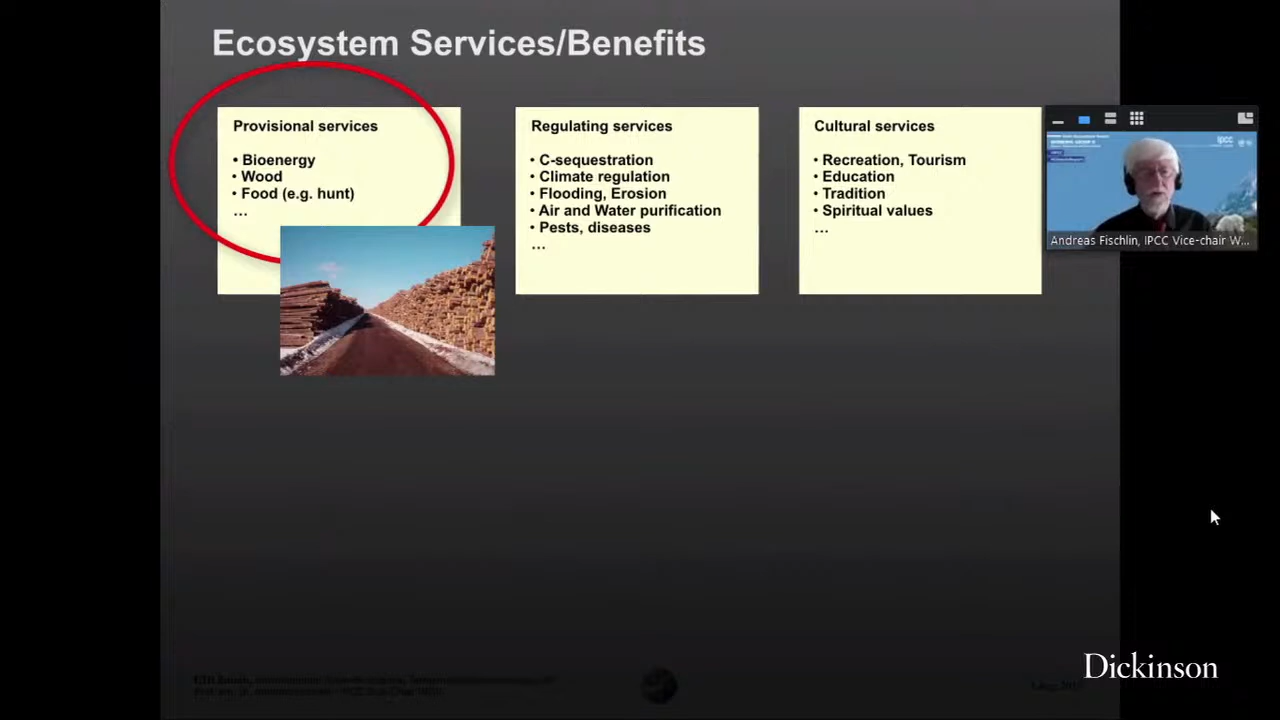 Ecosystem Services/Benefits
Provisional services
• Bioenergy
• Wood
• Food (e.g. hunt)
...
Regulating services
• C-sequestration
• Climate regulation
• Flooding, Erosion
• Air and Water purification
• Pests, diseases
...
Cultural services
• Recreation, Tourism
• Education
• Tradition
• Spiritual values
...
ipcc
Andreas Fischlin, IPCC Vice-chair W...
Dickinson